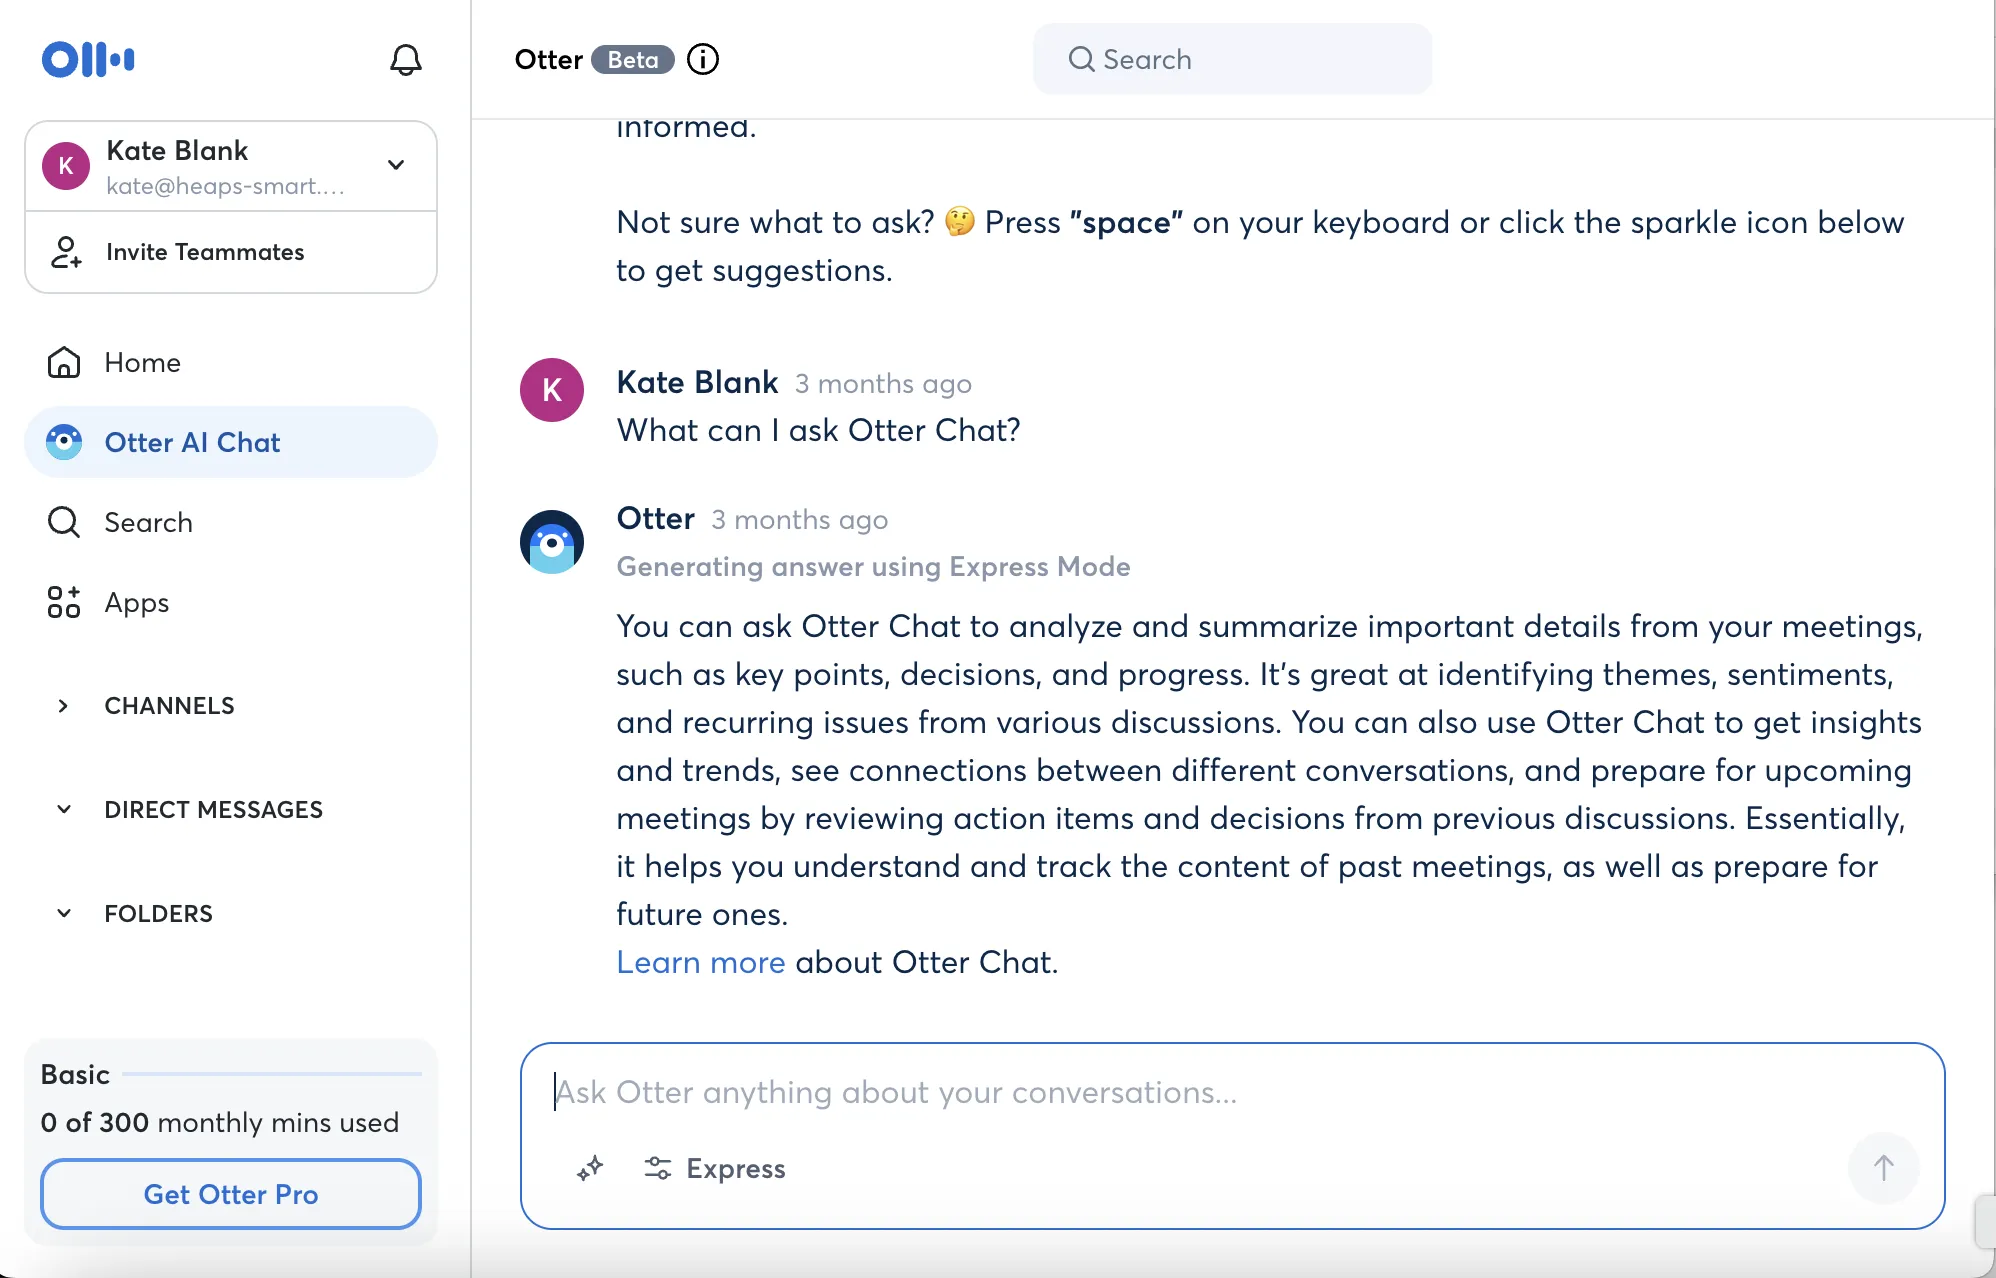 Otter Beta
Search
K
Kate Blank
kate@heaps-smart....
Invite Teammates
Home
Otter AI Chat
Search
Apps
CHANNELS
DIRECT MESSAGES
FOLDERS
Basic
0 of 300 monthly mins used
Get Otter Pro
informed.
Not sure what to ask? 🤔 Press "space" on your keyboard or click the sparkle icon below
to get suggestions.
K
Kate Blank 3 months ago
What can I ask Otter Chat?
Otter 3 months ago
Generating answer using Express Mode
You can ask Otter Chat to analyze and summarize important details from your meetings,
such as key points, decisions, and progress. It's great at identifying themes, sentiments,
and recurring issues from various discussions. You can also use Otter Chat to get insights
and trends, see connections between different conversations, and prepare for upcoming
meetings by reviewing action items and decisions from previous discussions. Essentially,
it helps you understand and track the content of past meetings, as well as prepare for
future ones.
Learn more about Otter Chat.
Ask Otter anything about your conversations...
Express